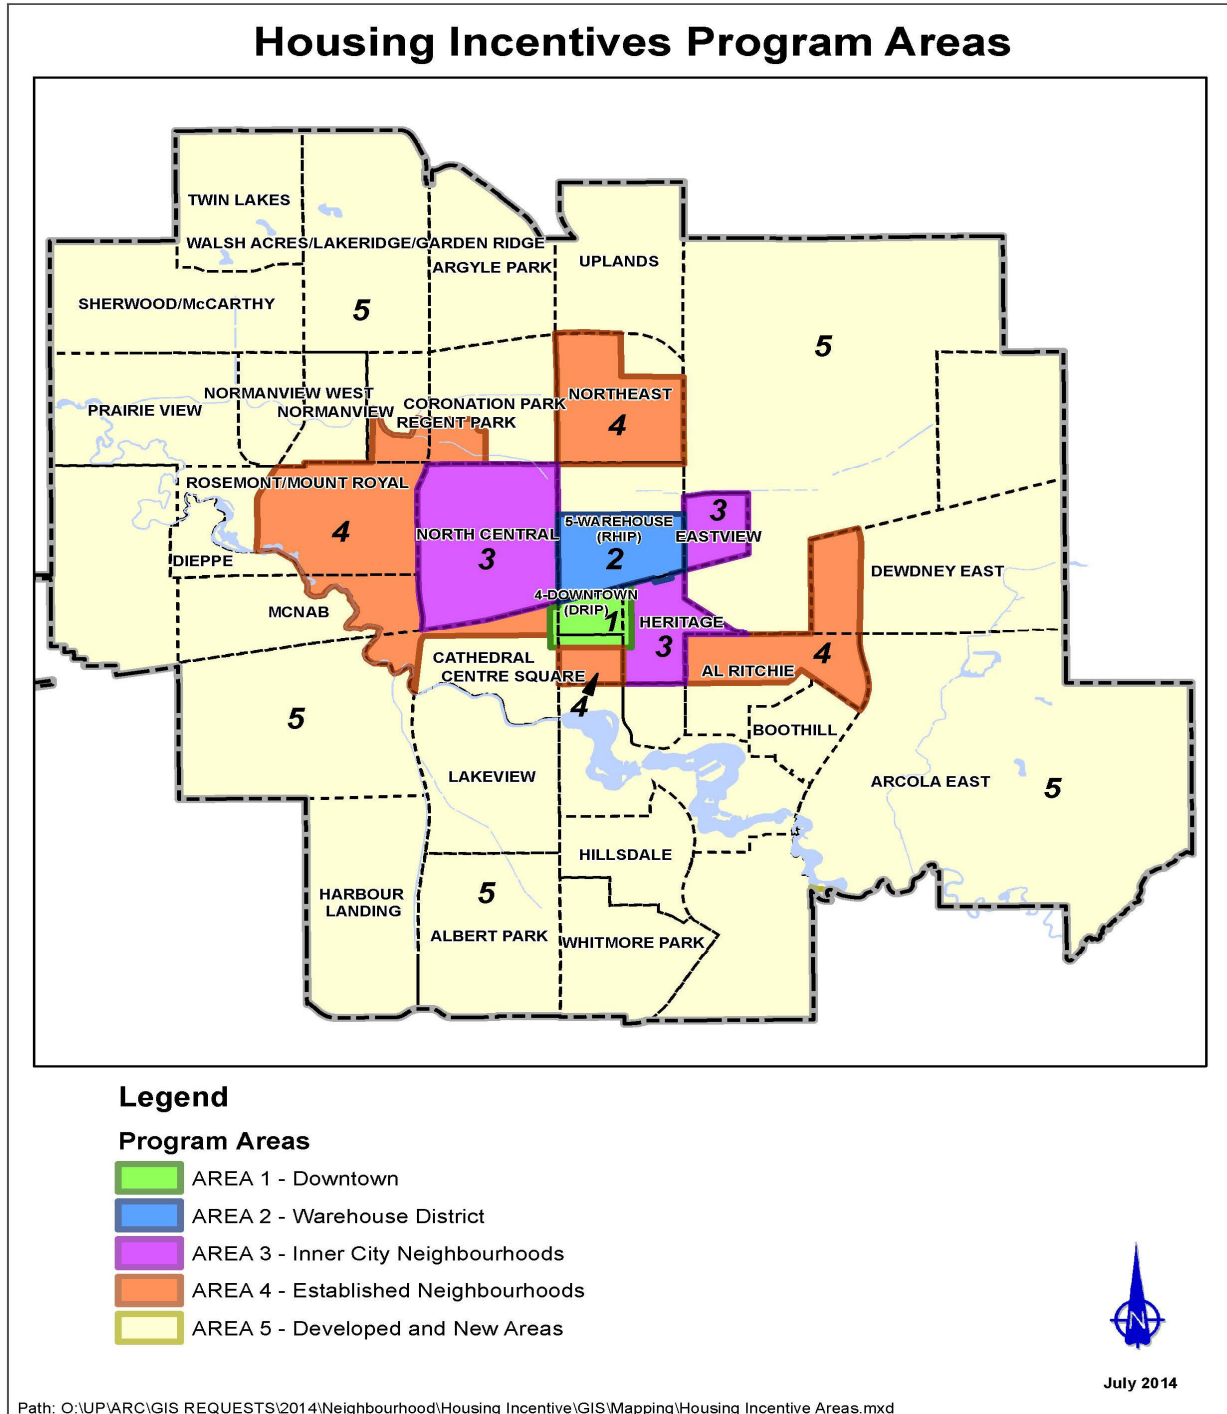 Housing Incentives Program Areas
TWIN LAKES
WALSH ACRES/LAKERIDGE/GARDEN RIDGE
ARGYLE PARK
UPLANDS
SHERWOOD/McCARTHY
5
5
NORMANVIEW WEST
PRAIRIE VIEW
NORMANVIEW
CORONATION PARK
REGENT PARK
NORTHEAST
4
ROSEMONT/MOUNT ROYAL
4
NORTH CENTRAL
3
5-WAREHOUSE
(RHIP)
2
3
EASTVIEW
DIEPPE
DEWDNEY EAST
MCNAB
4-DOWNTOWN
(DRIP)
1
HERITAGE
3
CATHEDRAL
CENTRE SQUARE
AL RITCHIE
4
4
5
BOOTHILL
LAKEVIEW
ARCOLA EAST
5
HILLSDALE
HARBOUR
LANDING
5
ALBERT PARK
WHITMORE PARK
Legend
Program Areas
AREA 1 - Downtown
AREA 2 - Warehouse District
AREA 3 - Inner City Neighbourhoods
AREA 4 - Established Neighbourhoods
AREA 5 - Developed and New Areas
N
July 2014
Path: O:\UP\ARC\GIS REQUESTS\2014\Neighbourhood\Housing Incentive\GIS\Mapping\Housing Incentive Areas.mxd